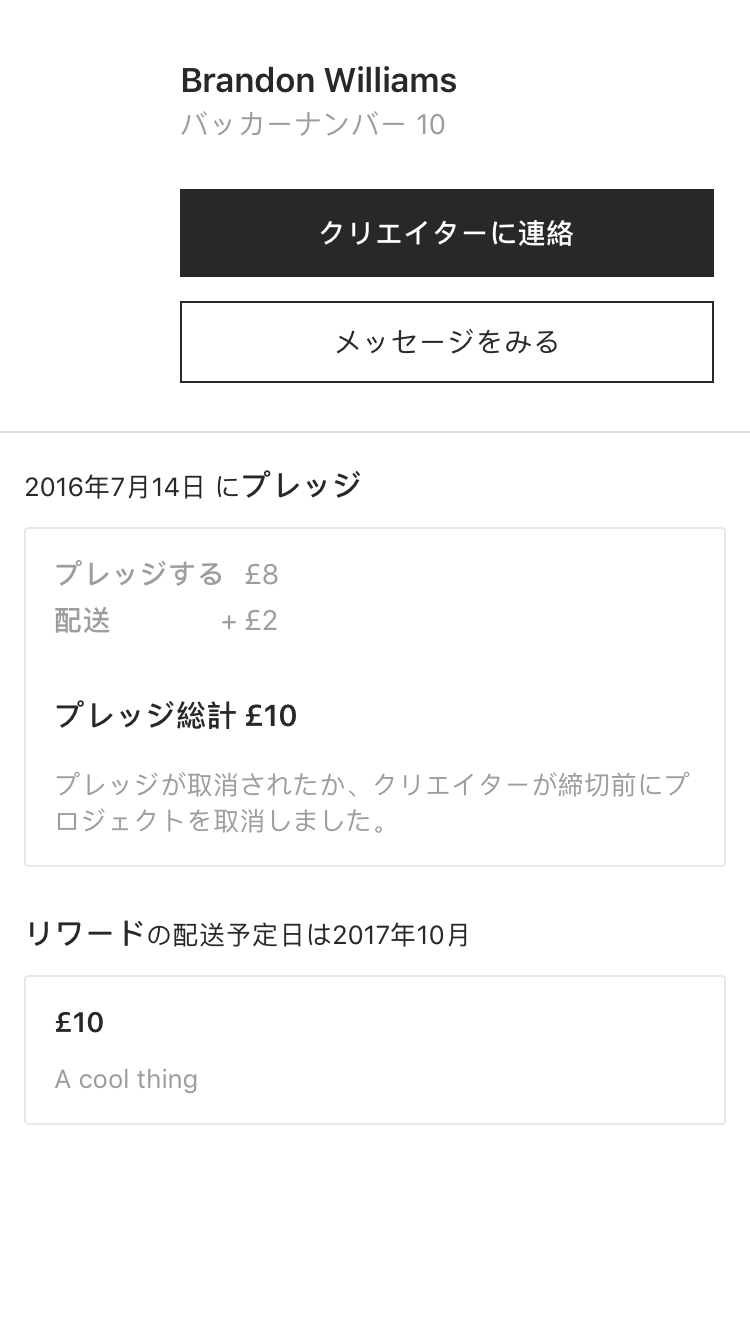 Brandon Williams
バッカーナンバー 10
クリエイターに連絡
メッセージをみる
2016年7月14日 にプレッジ
プレッジする £8
配送 + £2
プレッジ総計 £10
プレッジが取消されたか、クリエイターが締切前にプ
ロジェクトを取消しました。
リワードの配送予定日は2017年10月
£10
A cool thing